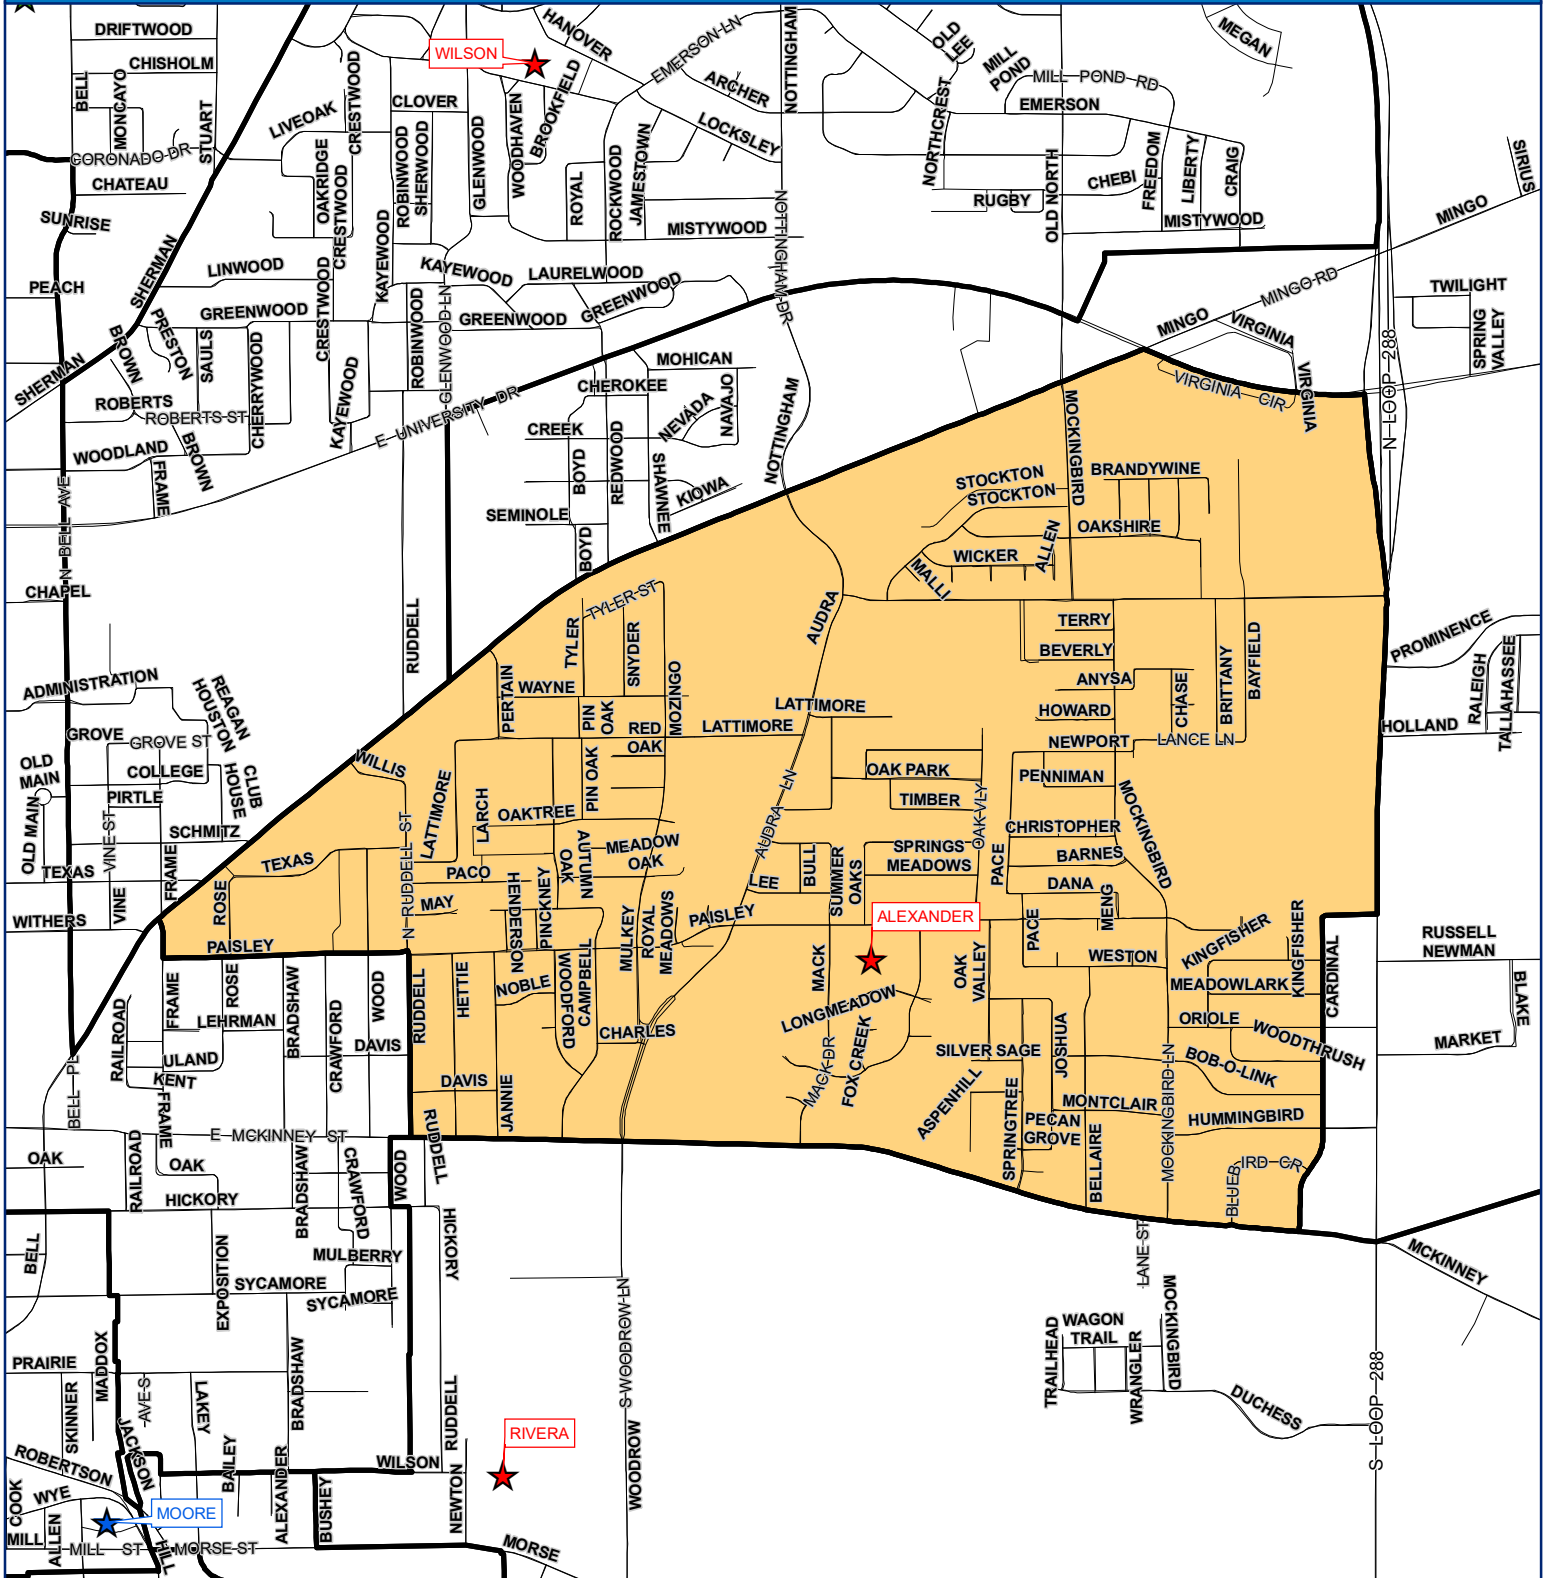 DRIFTWOOD
CHISHOLM
BELL
MONCAYO
STUART
CORONADO DR
CHATEAU
SUNRISE
SHERMAN
PEACH
LIVEOAK
CRESTWOOD
CLOVER
WILSON
HANOVER
BROOKFIELD
WOODHAVEN
GLENWOOD
OAKRIDGE
CRESTWOOD
ROBINWOOD
SHERWOOD
KAYEWOOD
ROYAL
ROCKWOOD
JAMESTOWN
EMERSON LN
ARCHER
LOCKSLEY
NOTTINGHAM
OLD
LEE
MILL
POND
MILL POND RD
EMERSON
MEGAN
NORTHCREST
OLD NORTH
FREEDOM
LIBERTY
CRAIG
CHEBI
RUGBY
MISTYWOOD
MISTYWOOD
NOTTINGHAM DR
SIRIUS
MINGO
MINGO RD
MINGO
VIRGINIA
VIRGINIA
VIRGINIA CIR
TWILIGHT
SPRING
VALLEY
N LOOP 288
LINWOOD
CRESTWOOD
KAYEWOOD
LAURELWOOD
GREENWOOD
GREENWOOD
GREENWOOD
ROBINWOOD
GLENWOOD LN
PRESTON
BROWN
SAULS
CHERRYWOOD
KAYEWOOD
SHERMAN
ROBERTS
ROBERTS ST
WOODLAND
BROWN
FRAME
E UNIVERSITY DR
MOHICAN
CHEROKEE
NEVADA
NAVAJO
CREEK
BOYD
REDWOOD
SHAWNEE
KIOWA
SEMINOLE
BOYD
NOTTINGHAM
MOCKINGBIRD
STOCKTON
STOCKTON
BRANDYWINE
OAKSHIRE
ALLEN
WICKER
MALLI
N BELL AVE
CHAPEL
RUDDELL
TYLER ST
TYLER
SNYDER
MOZINGO
AUDRA
TERRY
BEVERLY
ANYSA
HOWARD
CHASE
BRITTANY
BAYFIELD
NEWPORT
LANCE LN
PENNIMAN
PROMINENCE
RALEIGH
TALLAHASSEE
HOLLAND
ADMINISTRATION
REAGAN
HOUSTON
GROVE
GROVE ST
OLD
MAIN
COLLEGE
CLUB
HOUSE
PIRTLE
OLD MAIN
VINE ST
SCHMITZ
TEXAS
FRAME
VINE
WITHERS
PERTAIN
WAYNE
PIN
OAK
RED
OAK
LATTIMORE
LATTIMORE
WILLIS
LATTIMORE
LARCH
PIN OAK
OAKTREE
OAK
AUTUMN
MEADOW
OAK
TEXAS
ROSE
N RUDDELL ST
PACO
MAY
HENDERSON
PINCKNEY
MULKEY
ROYAL
MEADOWS
PAISLEY
PAISLEY
AUDRA LN
LEE
BULL
SUMMER
OAKS
OAK PARK
TIMBER
OAK VLY
SPRINGS
MEADOWS
PACE
CHRISTOPHER
BARNES
DANA
MENG
MOCKINGBIRD
ALEXANDER
PACE
WESTON
KINGFISHER
KINGFISHER
CARDINAL
MEADOWLARK
ORIOLE
WOODTHRUSH
BOB-O-LINK
HUMMINGBIRD
RUSSELL
NEWMAN
BLAKE
MARKET
FRAME
ROSE
BRADSHAW
CRAWFORD
WOOD
RAILROAD
LEHRMAN
ULAND
KENT
FRAME
DAVIS
RUDDELL
HETTIE
NOBLE
WOODFORD
CAMPBELL
CHARLES
DAVIS
JANNIE
MACK
LONGMEADOW
FOX CREEK
MACK DR
OAK
VALLEY
SILVER SAGE
JOSHUA
ASPENHILL
SPRINGTREE
PECAN
GROVE
MONTCLAIR
BELLAIRE
MOCKINGBIRD LN
BLUEB
IRD CR
BELL PL
E MCKINNEY ST
OAK
OAK
RAILROAD
HICKORY
BRADSHAW
CRAWFORD
WOOD
RUDDELL
HICKORY
MULBERRY
BELL
EXPOSITION
SYCAMORE
SYCAMORE
LANE ST
MCKINNEY
PRAIRIE
MADDOX
SKINNER
AVE S
LAKEY
BRADSHAW
RUDDELL
S WOODROW LN
WOODROW
WAGON
TRAIL
TRAILHEAD
WRANGLER
MOCKINGBIRD
DUCHESS
S LOOP 288
JACKSON
ROBERTSON
WYE
COOK
MILL
ALLEN
MOORE
MILL ST
HILL
MORSE ST
BAILEY
ALEXANDER
BUSHEY
WILSON
NEWTON
RIVERA
MORSE
KAYEWOOD